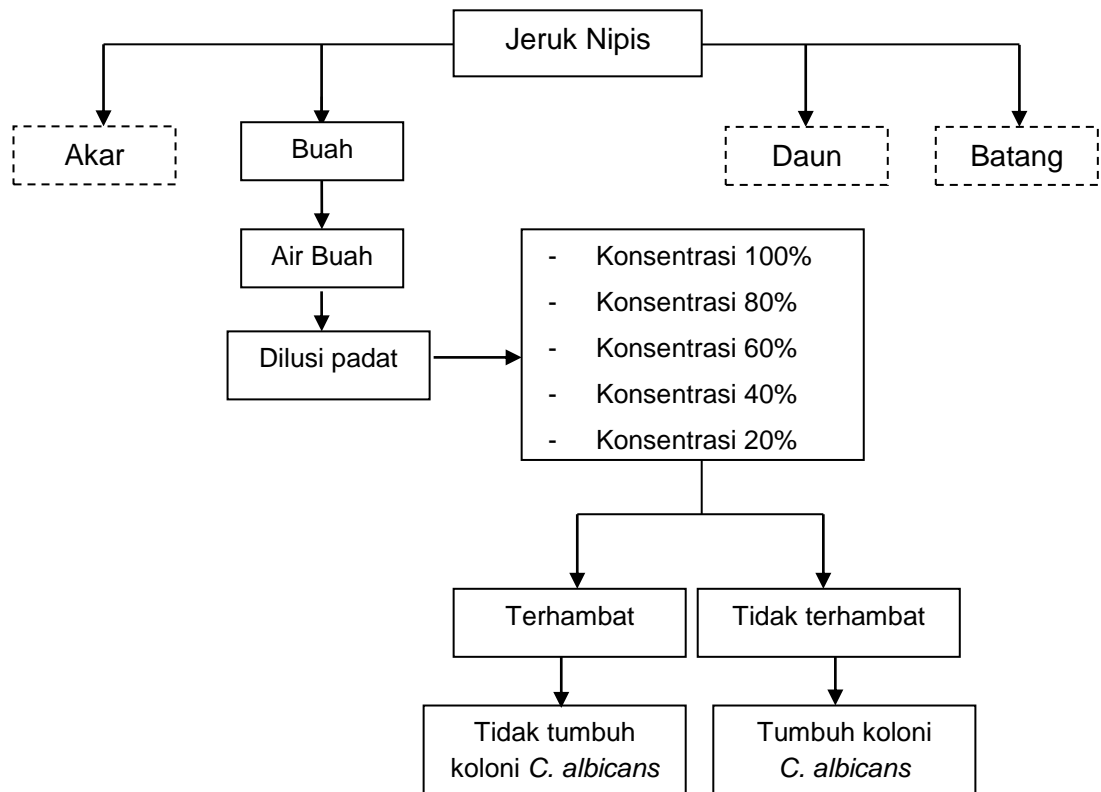 Jeruk Nipis
Akar
Buah
Daun
Batang
Air Buah
Dilusi padat
- Konsentrasi 100%
- Konsentrasi 80%
- Konsentrasi 60%
- Konsentrasi 40%
- Konsentrasi 20%
Terhambat
Tidak terhambat
Tidak tumbuh
koloni C. albicans
Tumbuh koloni
C. albicans